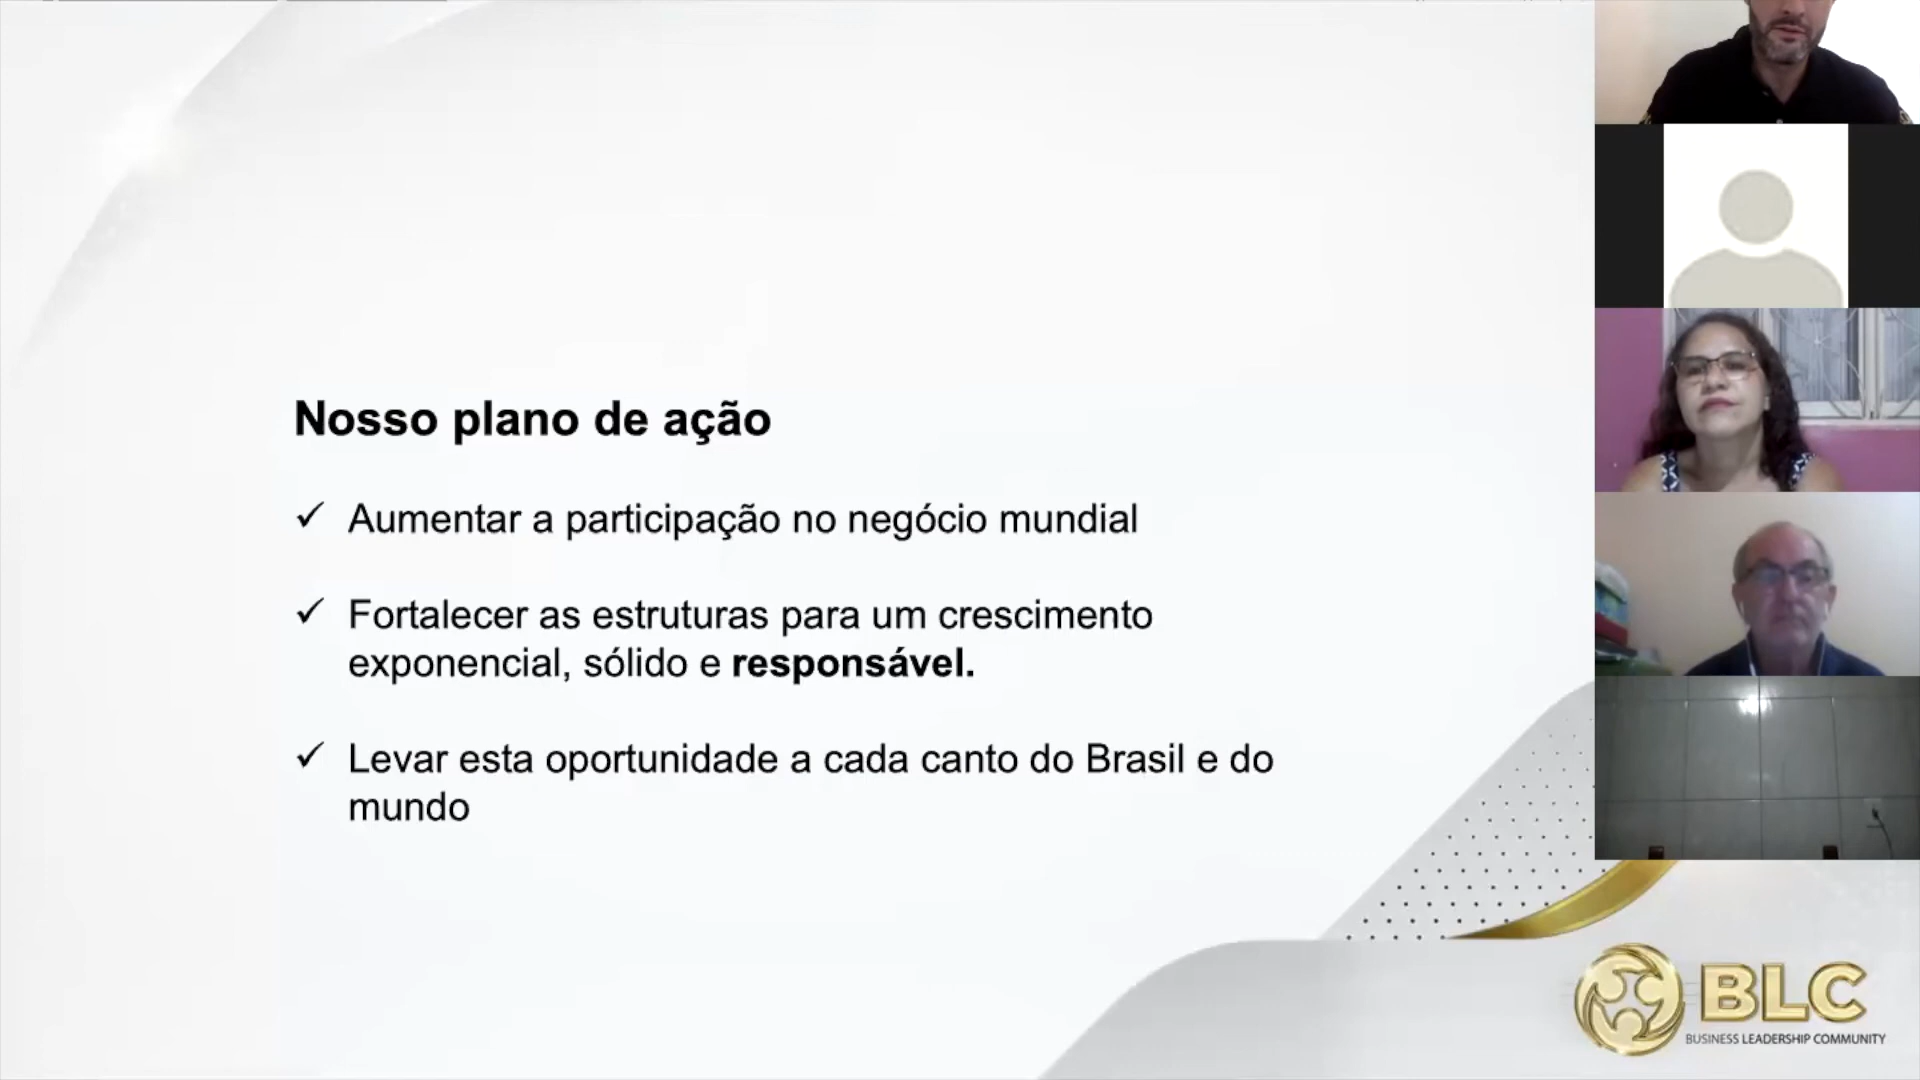 Nosso plano de ação
✓ Aumentar a participação no negócio mundial
✓ Fortalecer as estruturas para um crescimento
exponencial, sólido e responsável.
✓ Levar esta oportunidade a cada canto do Brasil e do
mundo
BLC
BUSINESS LEADERSHIP COMMUNITY